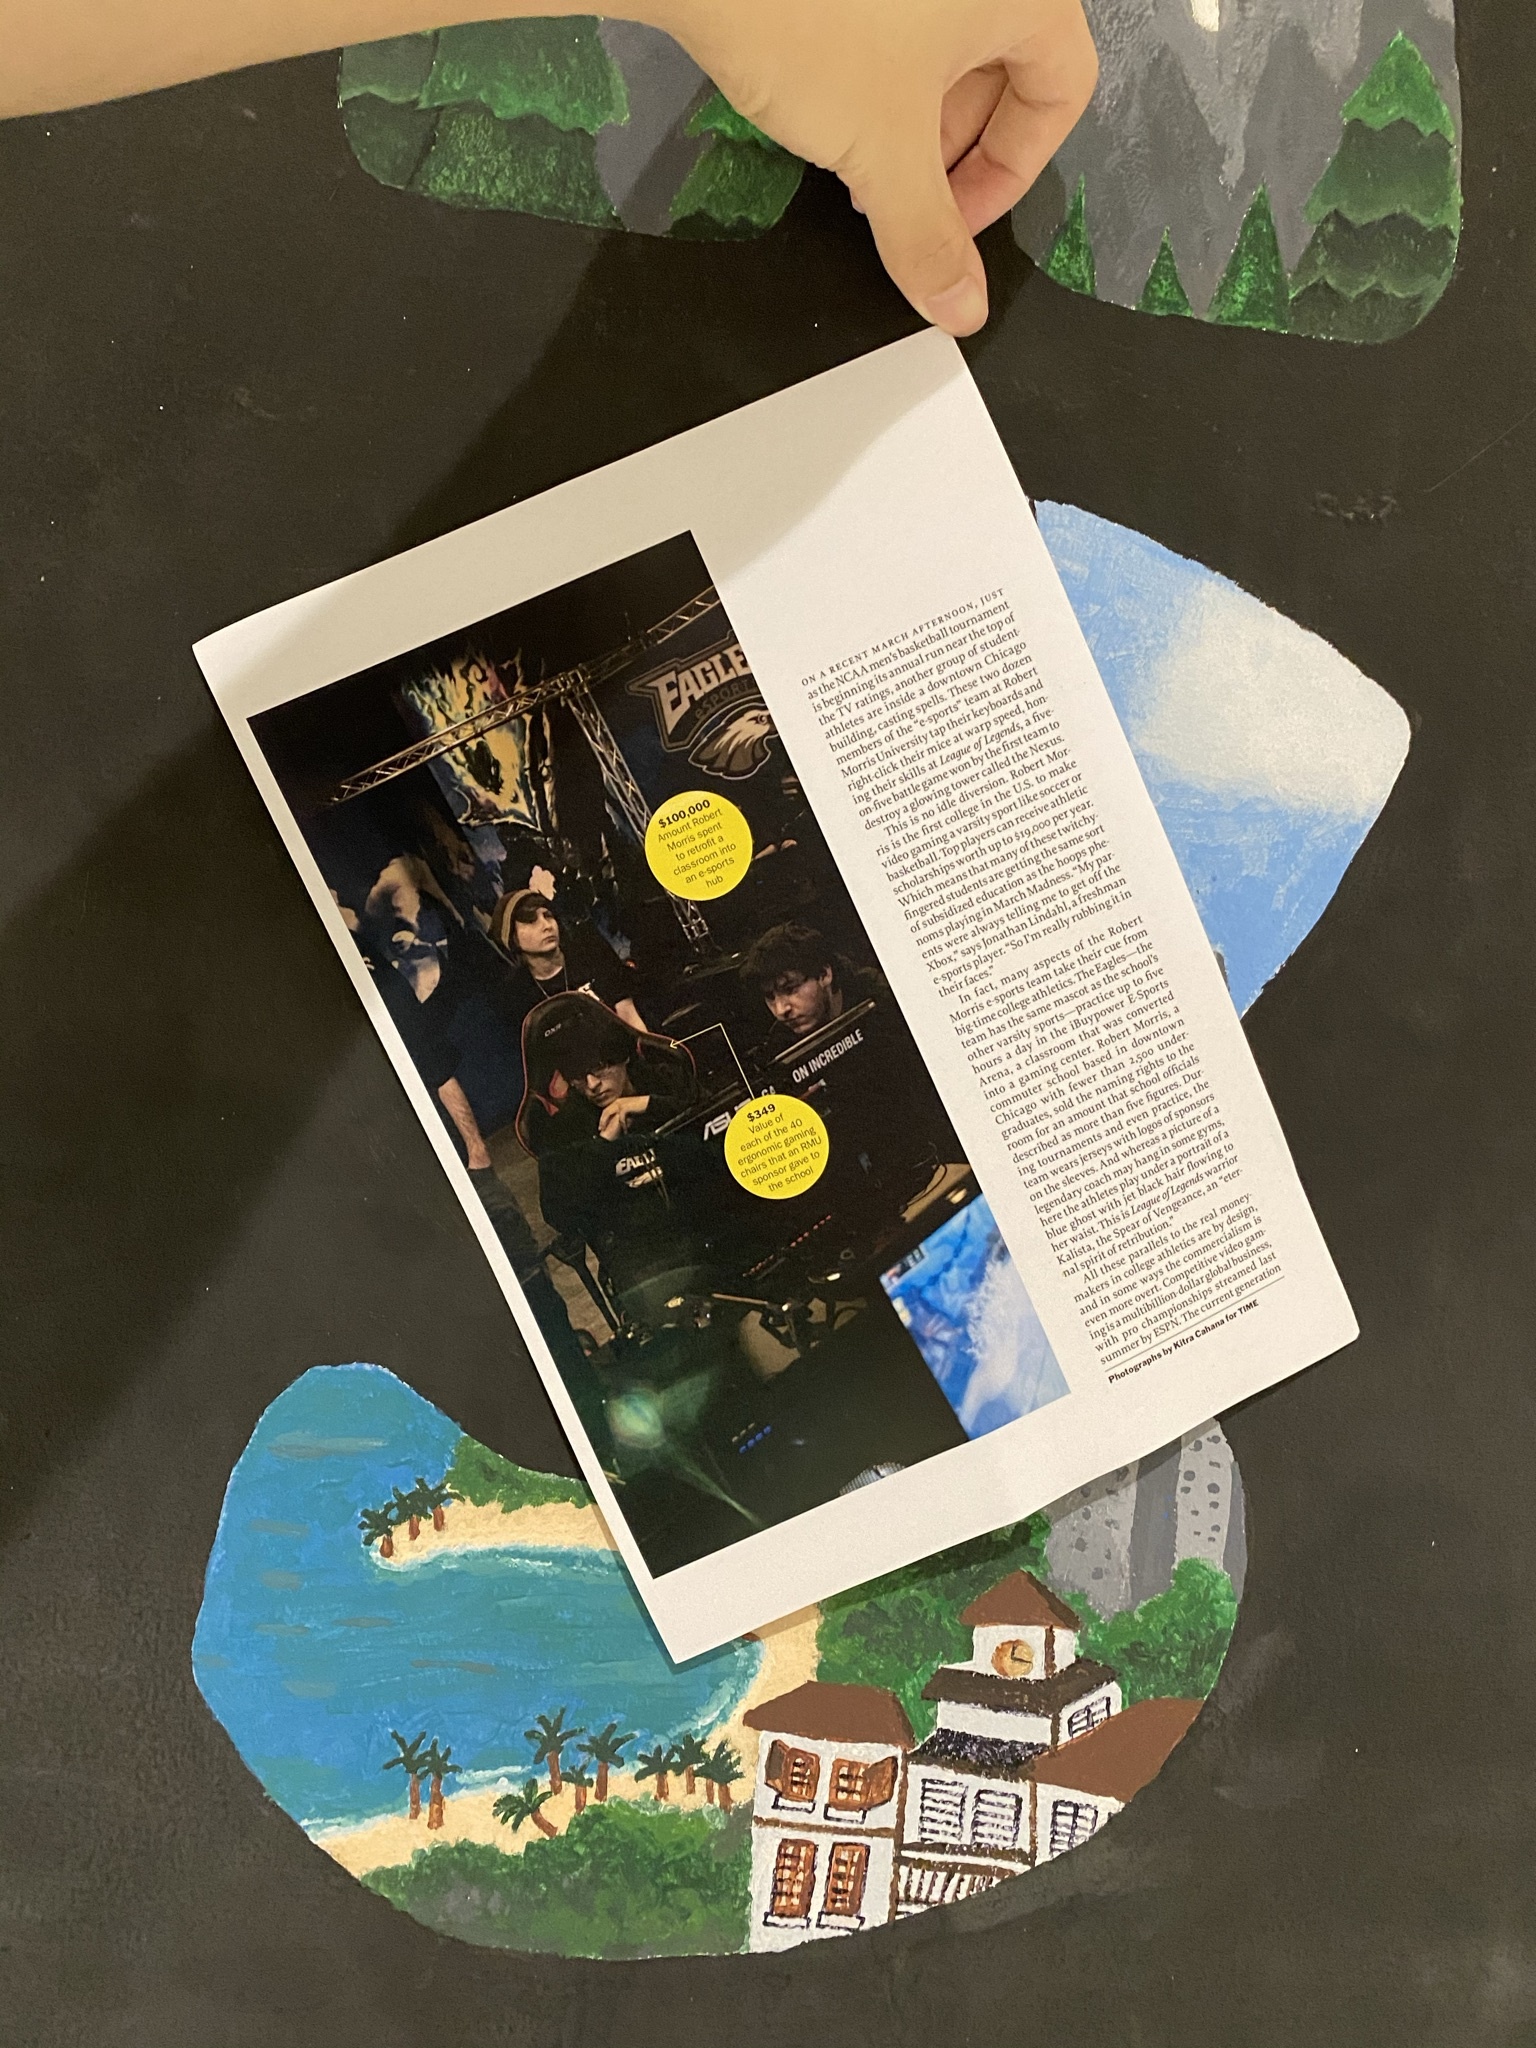 EAGLE
ESPORT
$100,000
Amount Robert
Morris spent
to retrofit a
classroom into
an e-sports
hub
ON INCREDIBLE
$349
Value of
each of the 40
ergonomic gaming
chairs that an RMU
sponsor gave to
the school
ON A RECENT MARCH AFTERNOON, JUST
as the NCAA men's basketball tournament
is beginning its annual run near the top of
the TV ratings, another group of student-
athletes are inside a downtown Chicago
building, casting spells. These two dozen
members of the "e-sports" team at Robert
Morris University tap their keyboards and
right-click their mice at warp speed, hon-
ing their skills at League of Legends, a five-
on-five battle game won by the first team to
destroy a glowing tower called the Nexus.
This is no idle diversion. Robert Mor-
ris is the first college in the U.S. to make
video gaming a varsity sport like soccer or
basketball. Top players can receive athletic
scholarships worth up to $19,000 per year.
Which means that many of these twitchy-
fingered students are getting the same sort
of subsidized education as the hoops phe-
noms playing in March Madness. "My par-
ents were always telling me to get off the
Xbox," says Jonathan Lindahl, a freshman
e-sports player. "So I'm really rubbing it in
their faces."
In fact, many aspects of the Robert
Morris e-sports team take their cue from
big-time college athletics. The Eagles—the
team has the same mascot as the school's
other varsity sports—practice up to five
hours a day in the iBuypower E-Sports
Arena, a classroom that was converted
into a gaming center. Robert Morris, a
commuter school based in downtown
Chicago with fewer than 2,500 under-
graduates, sold the naming rights to the
room for an amount that school officials
described as more than five figures. Dur-
ing tournaments and even practice, the
team wears jerseys with logos of sponsors
on the sleeves. And whereas a picture of a
legendary coach may hang in some gyms,
here the athletes play under a portrait of a
blue ghost with jet black hair flowing to
her waist. This is League of Legends warrior
Kalista, the Spear of Vengeance, an "eter-
nal spirit of retribution."
All these parallels to the real money-
makers in college athletics are by design,
and in some ways the commercialism is
even more overt. Competitive video gam-
ing is a multibillion-dollar global business,
with pro championships streamed last
summer by ESPN. The current generation
Photographs by Kitra Cahana for TIME